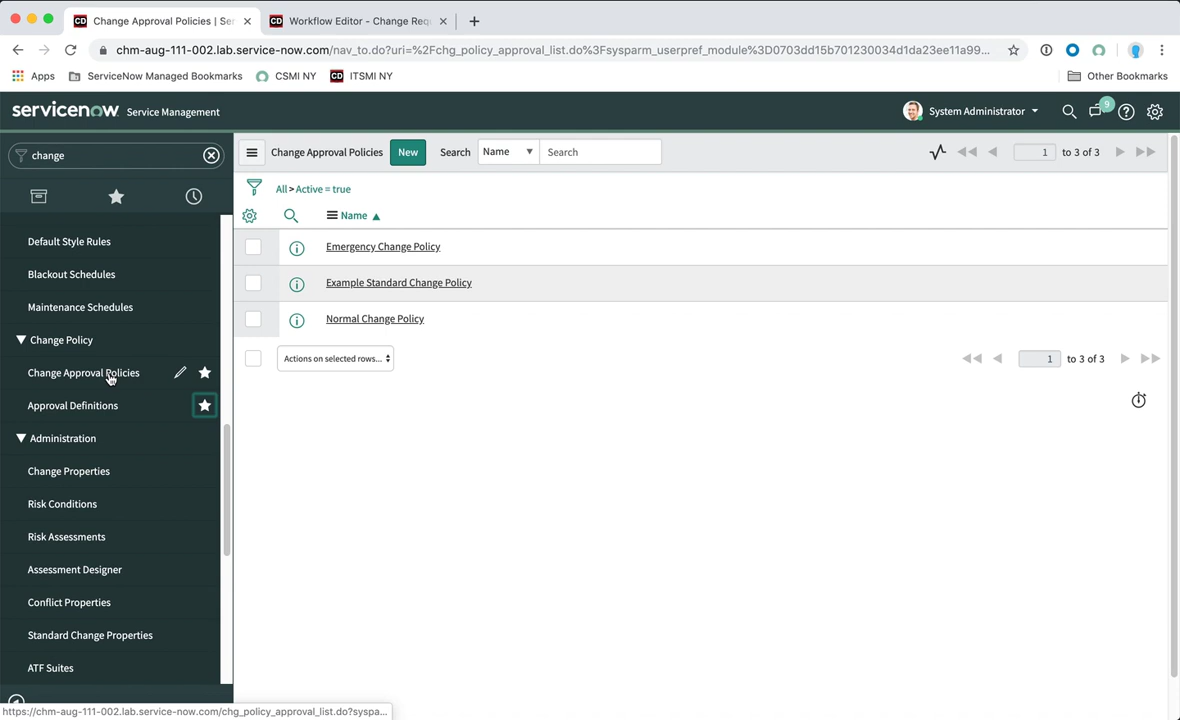 Change Approval Policies | Ser
Workflow Editor - Change Req
chm-aug-111-002.lab.service-now.com/nav_to.do?uri=%2Fchg_policy_approval_list.do%3Fsysparm_userpref_module%3D0703dd15b701230034d1da23ee11a99...
Apps
ServiceNow Managed Bookmarks
CSMI NY
CD
ITSMI NY
Other Bookmarks
servicenow Service Management
System Administrator
9
change
Change Approval Policies
New
Search
Name
Search
1
to 3 of 3
All > Active = true
Name
Emergency Change Policy
Example Standard Change Policy
Normal Change Policy
Actions on selected rows...
1
to 3 of 3
Default Style Rules
Blackout Schedules
Maintenance Schedules
Change Policy
Change Approval Policies
Approval Definitions
Administration
Change Properties
Risk Conditions
Risk Assessments
Assessment Designer
Conflict Properties
Standard Change Properties
ATF Suites
https://chm-aug-111-002.lab.service-now.com/chg_policy_approval_list.do?syspa...